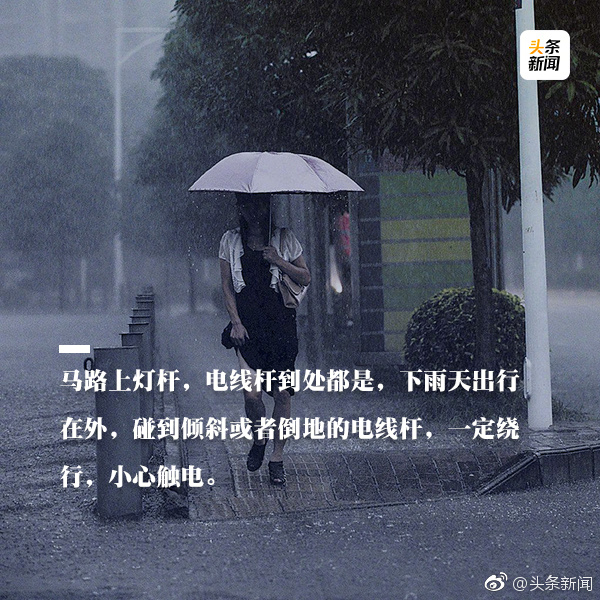 头条
新闻
马路上灯杆，电线杆到处都是，下雨天出行
在外，碰到倾斜或者倒地的电线杆，一定绕
行，小心触电。
@头条新闻